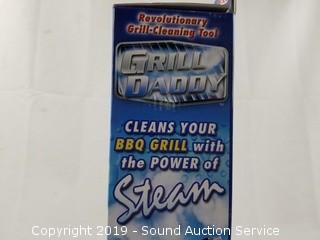 Revolutionary
Grill-Cleaning Tool
GRILL
DADDY
CLEANS YOUR
BBQ GRILL with
the POWER of
Steam
Copyright 2019 - Sound Auction Service